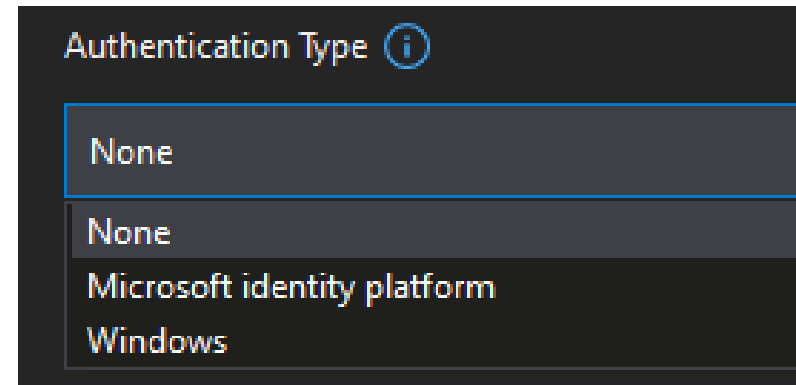 Authentication Type
None
None
Microsoft identity platform
Windows